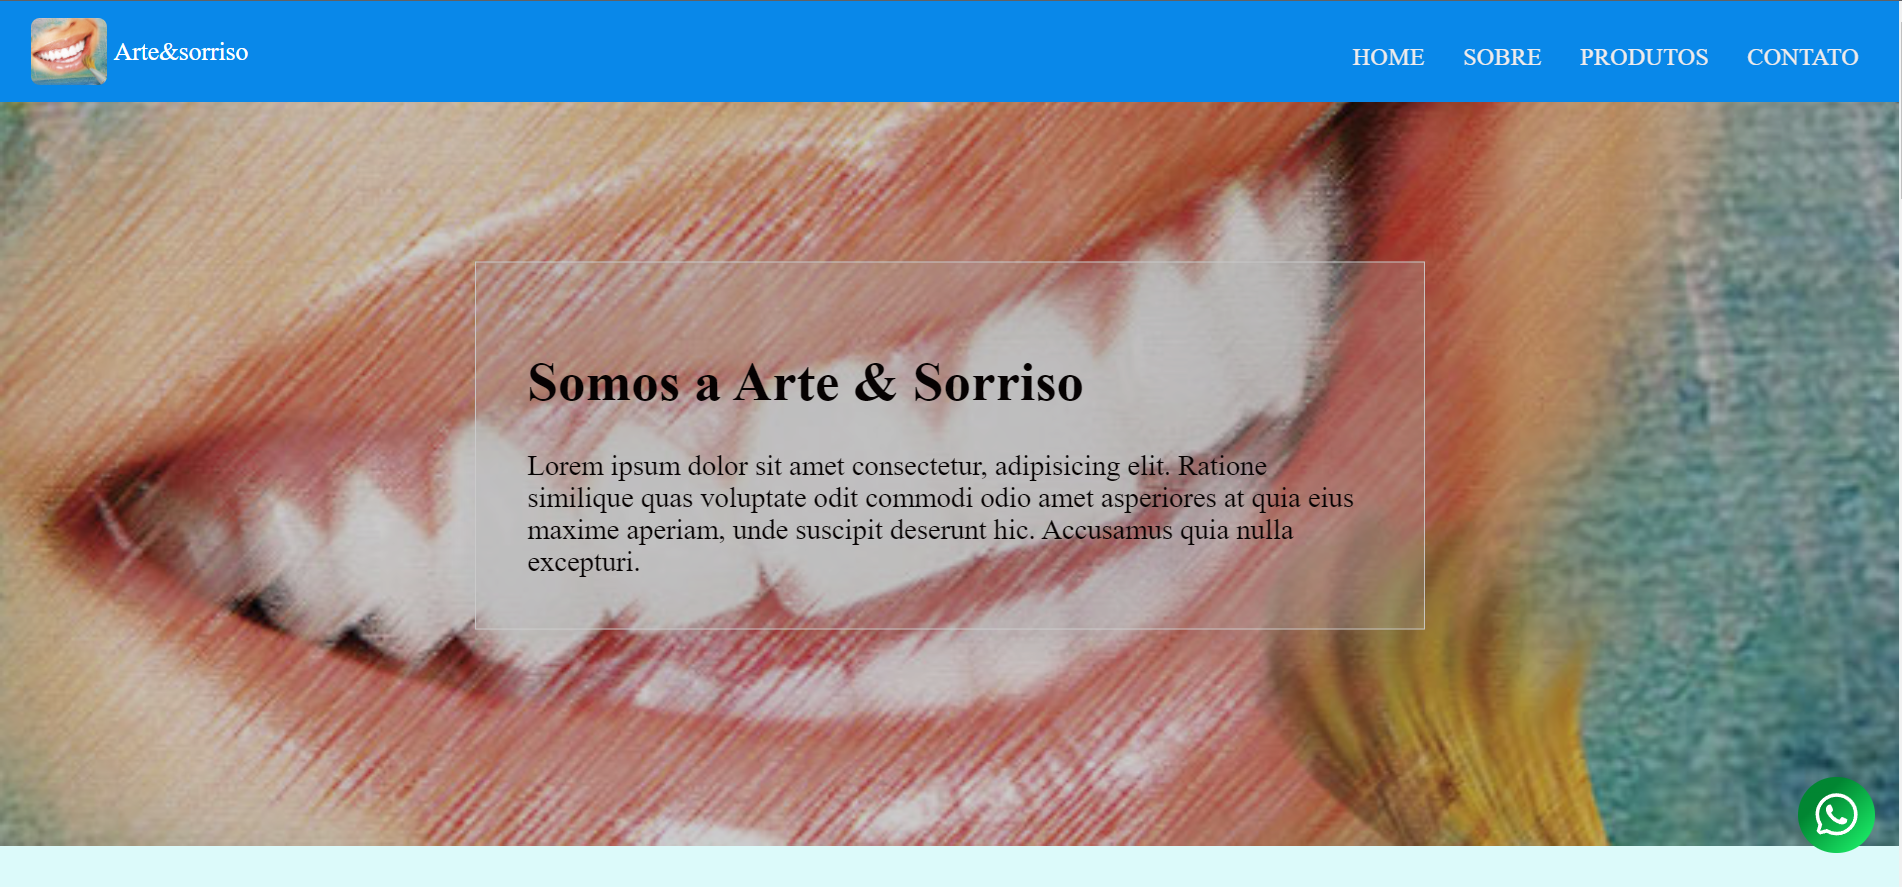 Arte&sorriso
HOME SOBRE PRODUTOS CONTATO
Somos a Arte & Sorriso
Lorem ipsum dolor sit amet consectetur, adipisicing elit. Ratione
similique quas voluptate odit commodi odio amet asperiores at quia eius
maxime aperiam, unde suscipit deserunt hic. Accusamus quia nulla
excepturi.